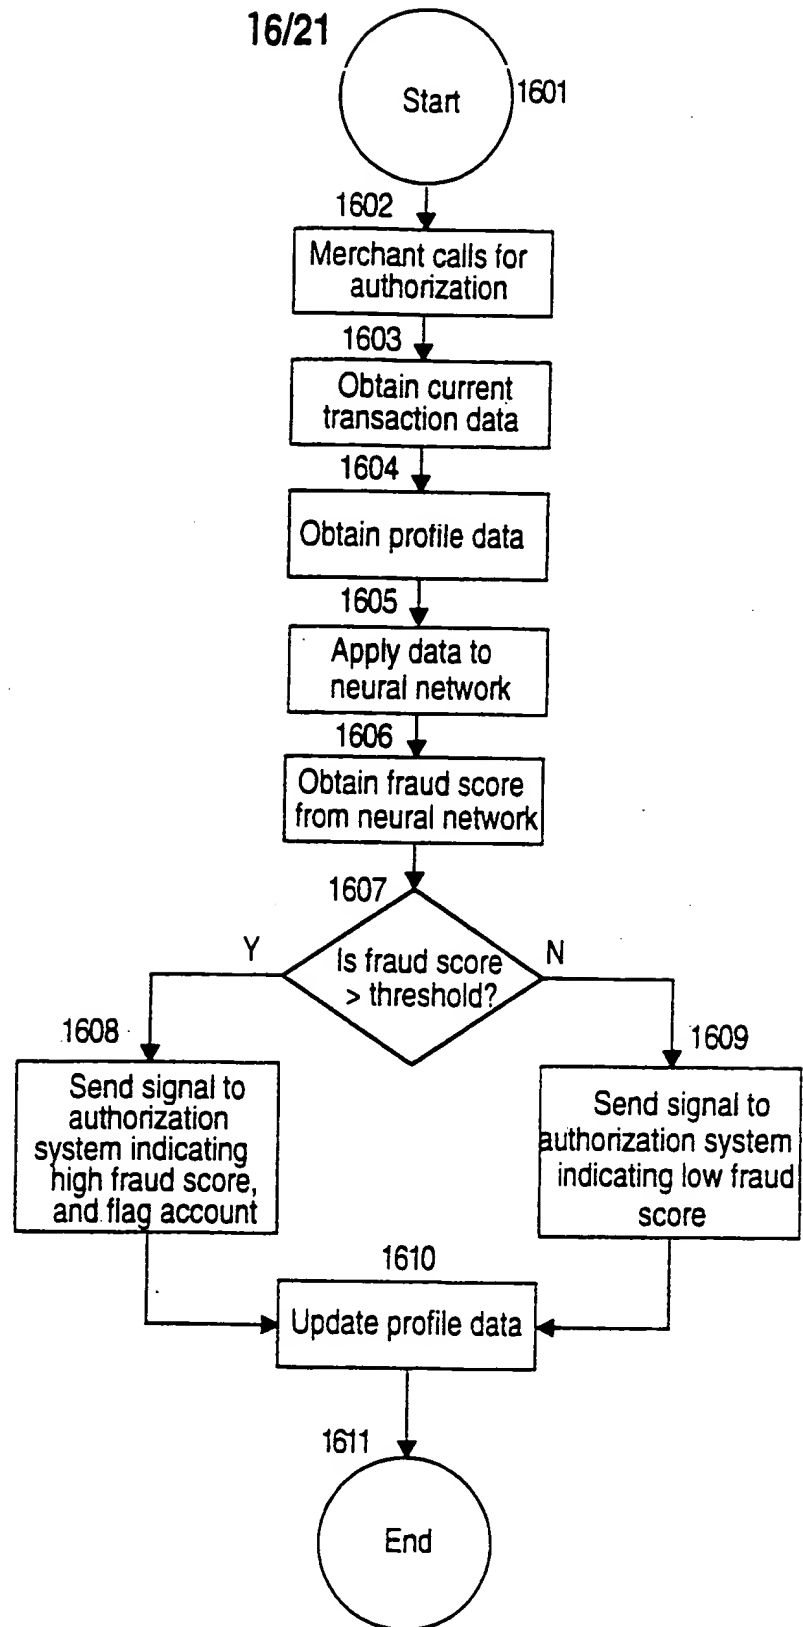 16/21
Start
1601
1602
Merchant calls for
authorization
1603
Obtain current
transaction data
1604
Obtain profile data
1605
Apply data to
neural network
1606
Obtain fraud score
from neural network
1607
Is fraud score
> threshold?
Y
N
1608
Send signal to
authorization
system indicating
high fraud score,
and flag account
1609
Send signal to
authorization system
indicating low fraud
score
1610
Update profile data
1611
End